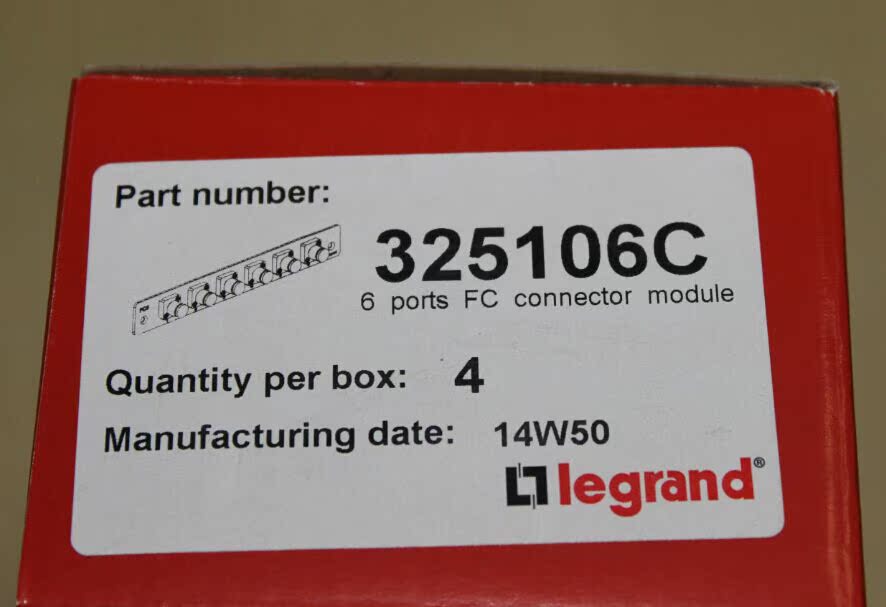 Part number:
325106C
6 ports FC connector module
Quantity per box: 4
Manufacturing date: 14W50
legrand®